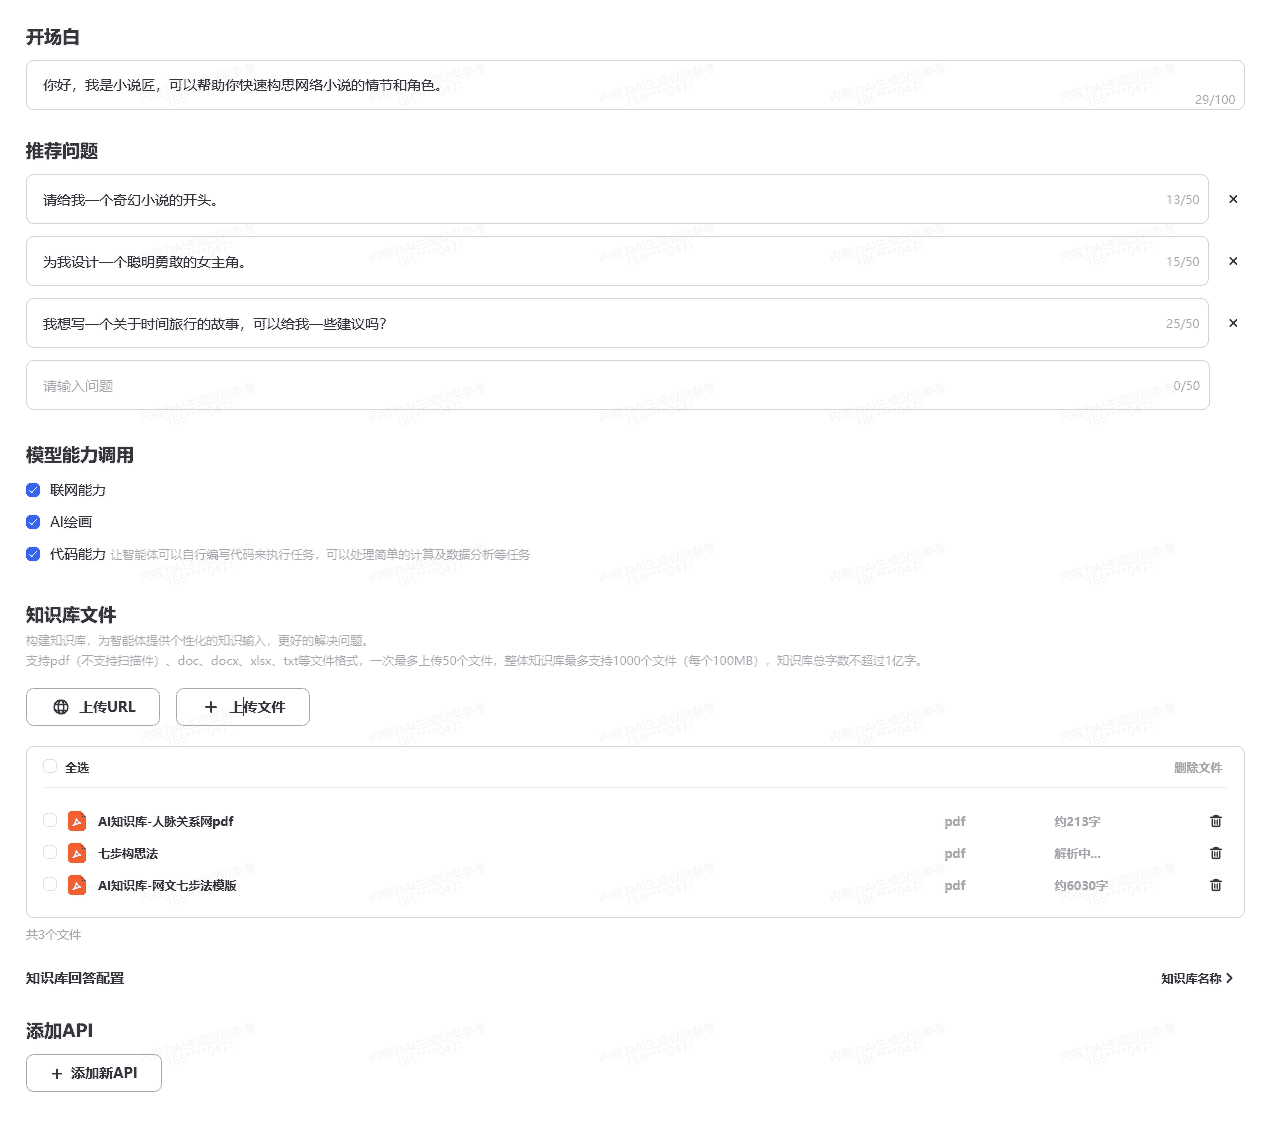 开场白
你好，我是小说匠，可以帮助你快速构思网络小说的情节和角色。
29/100
推荐问题
请给我一个奇幻小说的开头。
13/50
为我设计一个聪明勇敢的女主角。
15/50
我想写一个关于时间旅行的故事，可以给我一些建议吗？
25/50
请输入问题
0/50
模型能力调用
联网能力
AI绘画
代码能力 让智能体可以自行编写代码来执行任务，可以处理简单的计算及数据分析等任务
知识库文件
构建知识库，为智能体提供个性化的知识输入，更好的解决问题。
支持pdf（不支持扫描件）、doc、docx、xlsx、txt等文件格式，一次最多上传50个文件，整体知识库最多支持1000个文件（每个100MB），知识库总字数不超过1亿字。
上传URL
上传文件
全选
删除文件
AI知识库-人脉关系网pdf pdf 约213字
七步构思法 pdf 解析中...
AI知识库-网文七步法模版 pdf 约6030字
共3个文件
知识库回答配置
知识库名称
添加API
添加新API
内容为AI生成仅供参考
186****0471